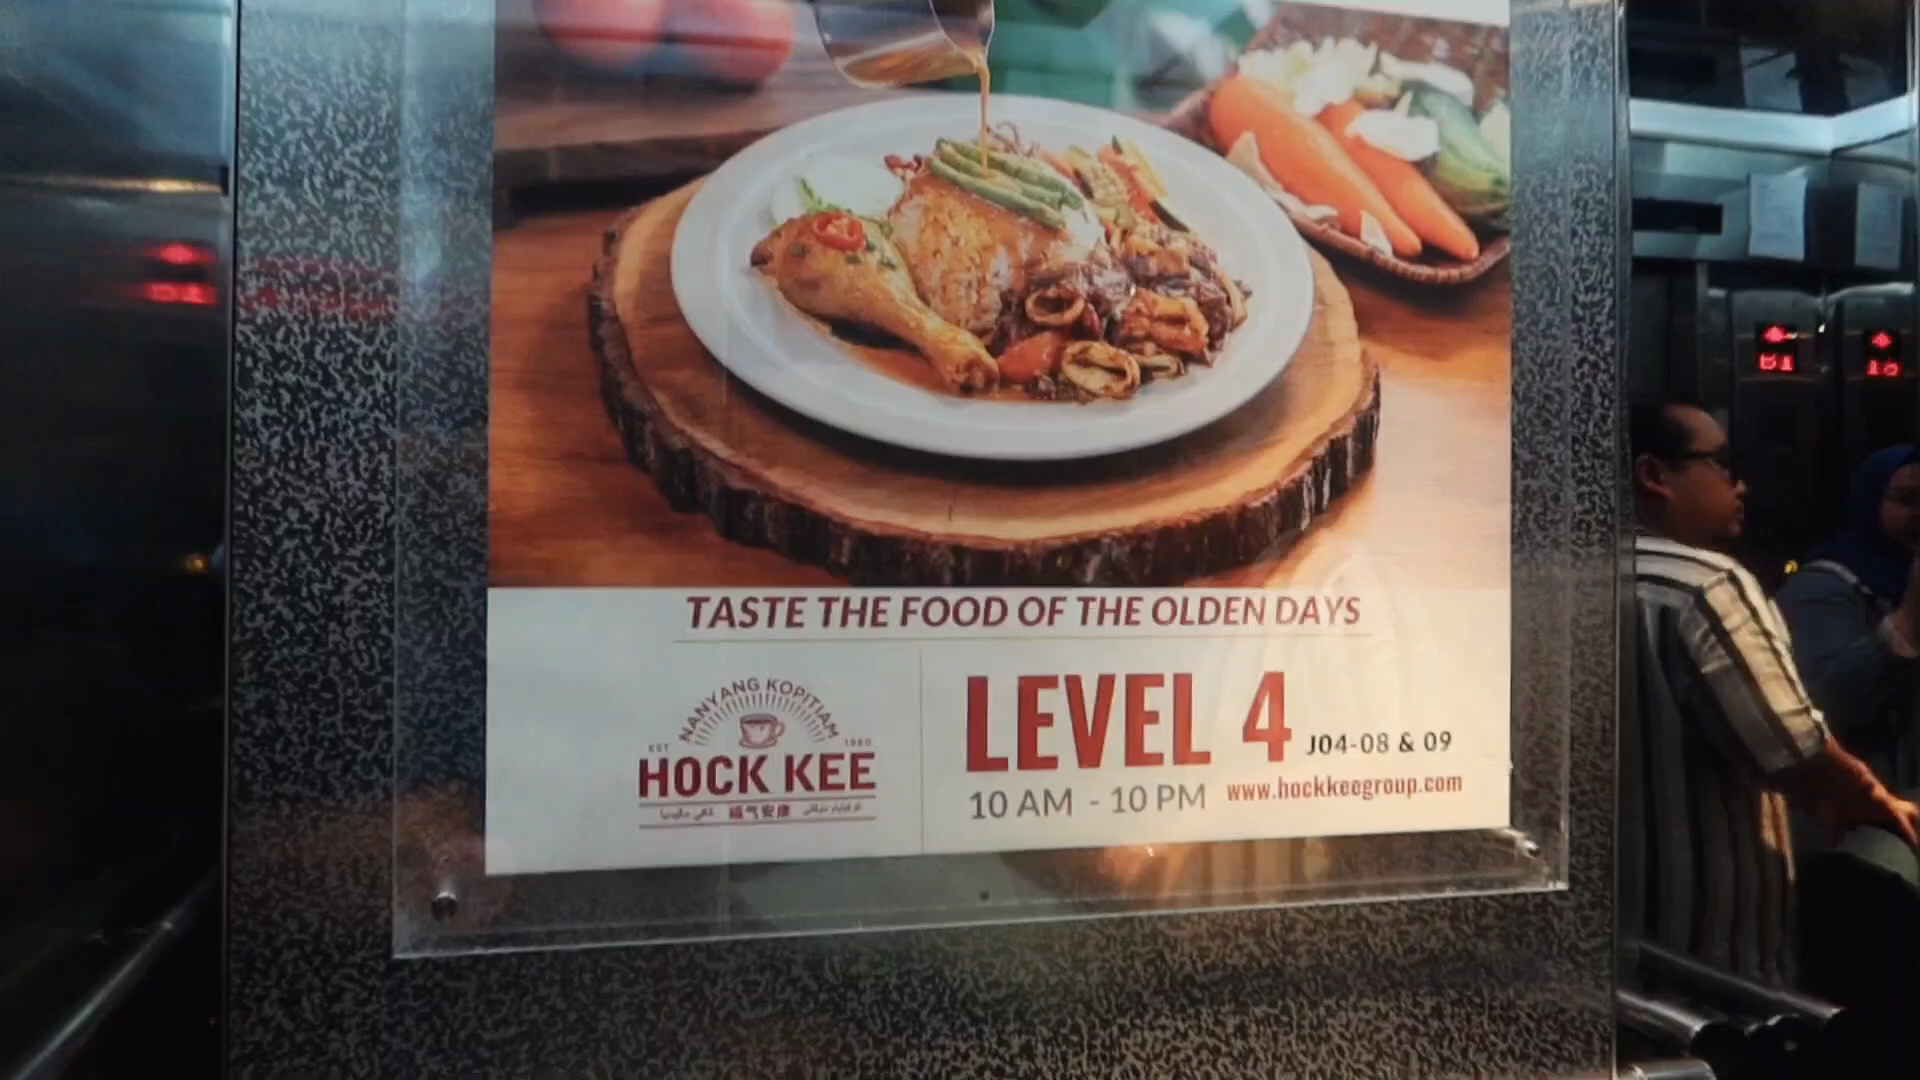 TASTE THE FOOD OF THE OLDEN DAYS
NANYANG KOPITIAM
EST 1980
HOCK KEE
福气安康
LEVEL 4 J04-08 & 09
10 AM - 10 PM www.hockkeegroup.com
B1